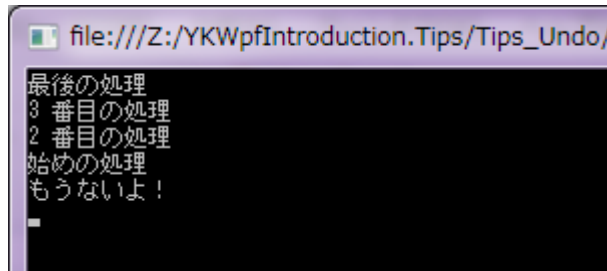 file:///Z:/YKWpfIntroduction.Tips/Tips_Undo/
最後の処理
3 番目の処理
2 番目の処理
始めの処理
もうないよ！